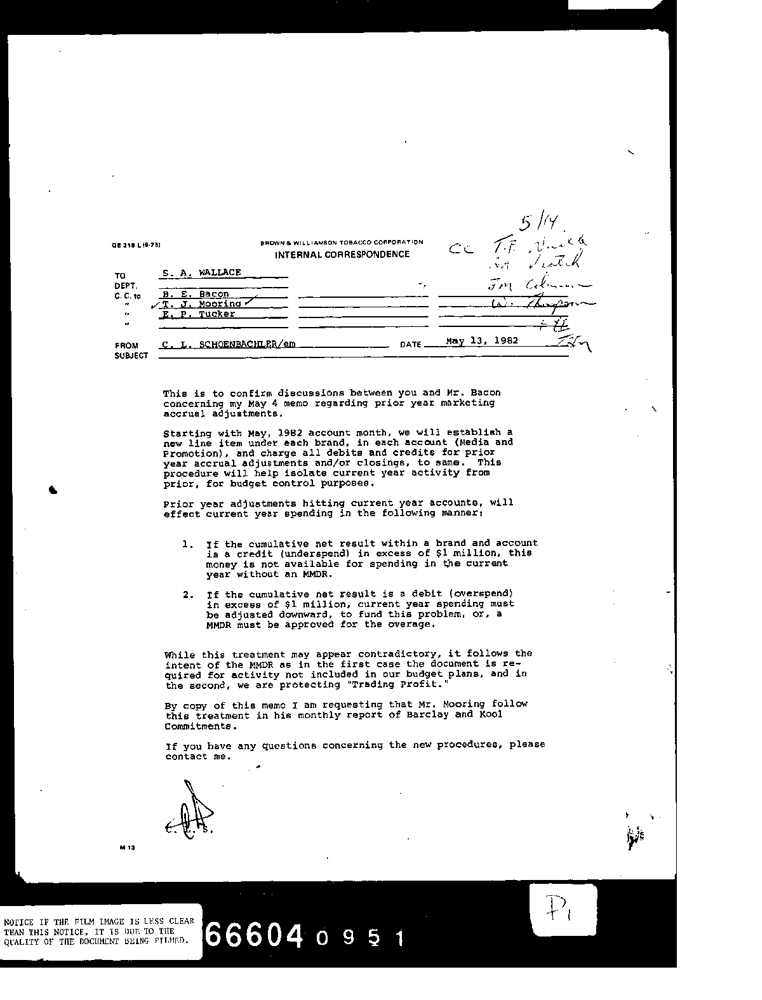 5/14
GE 218 L (9-75)
BROWN & WILLIAMSON TOBACCO CORPORATION
CC T.F.
INTERNAL CORRESPONDENCE
TO S. A. WALLACE
DEPT.
JM
C. C. to B. E. Bacon
" ✓ T. J. Mooring ✓
" E. P. Tucker
"
FROM C. L. SCHOENBACHLER/em DATE May 13, 1982
SUBJECT
This is to confirm discussions between you and Mr. Bacon
concerning my May 4 memo regarding prior year marketing
accrual adjustments.
Starting with May, 1982 account month, we will establish a
new line item under each brand, in each account (Media and
Promotion), and charge all debits and credits for prior
year accrual adjustments and/or closings, to same. This
procedure will help isolate current year activity from
prior, for budget control purposes.
Prior year adjustments hitting current year accounts, will
effect current year spending in the following manner:
1. If the cumulative net result within a brand and account
is a credit (underspend) in excess of $1 million, this
money is not available for spending in the current
year without an MMDR.
2. If the cumulative net result is a debit (overspend)
in excess of $1 million, current year spending must
be adjusted downward, to fund this problem, or, a
MMDR must be approved for the overage.
While this treatment may appear contradictory, it follows the
intent of the MMDR as in the first case the document is re-
quired for activity not included in our budget plans, and in
the second, we are protecting "Trading Profit."
By copy of this memo I am requesting that Mr. Mooring follow
this treatment in his monthly report of Barclay and Kool
Commitments.
If you have any questions concerning the new procedures, please
contact me.
M 13
P1
NOTICE IF THE FILM IMAGE IS LESS CLEAR
THAN THIS NOTICE, IT IS DUE TO THE
QUALITY OF THE DOCUMENT BEING FILMED.
66604 0951